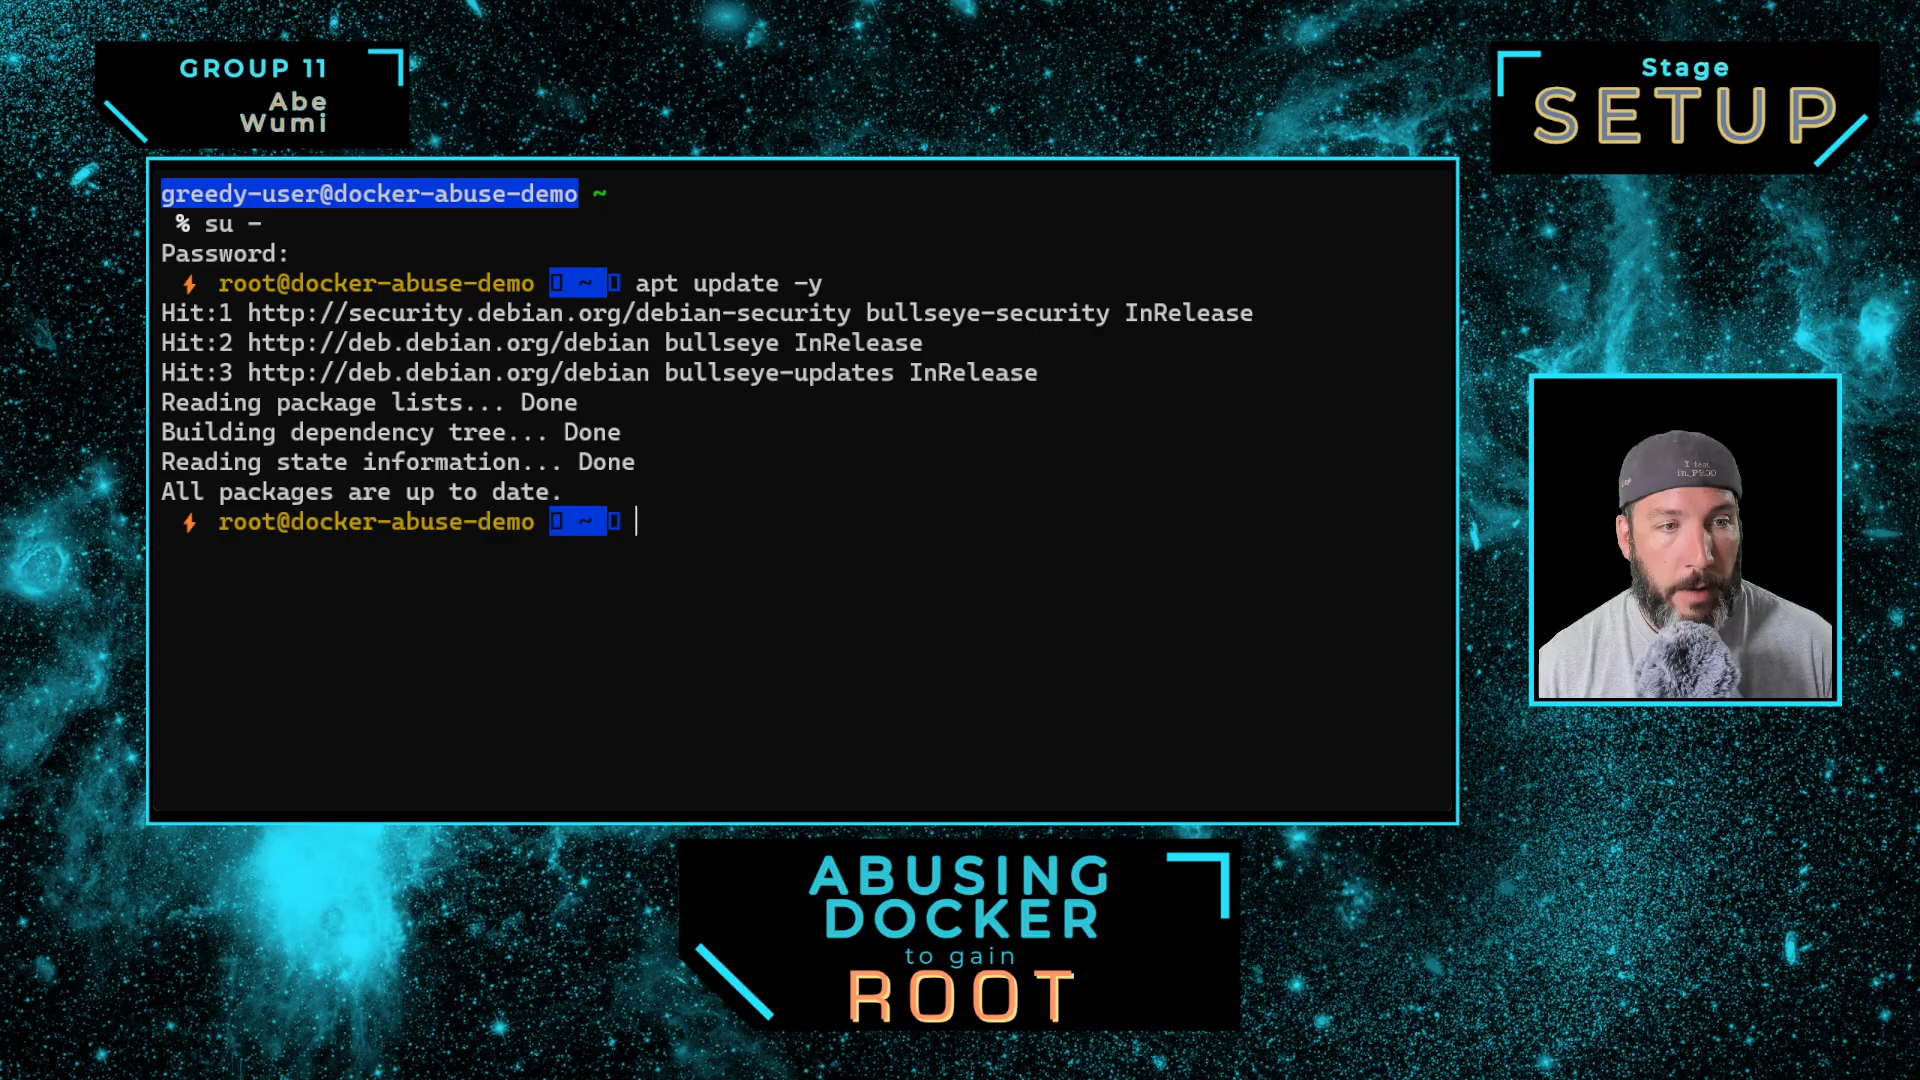 GROUP 11
Abe
Wumi
Stage
SETUP
greedy-user@docker-abuse-demo ~
% su -
Password:
root@docker-abuse-demo ~ apt update -y
Hit:1 http://security.debian.org/debian-security bullseye-security InRelease
Hit:2 http://deb.debian.org/debian bullseye InRelease
Hit:3 http://deb.debian.org/debian bullseye-updates InRelease
Reading package lists... Done
Building dependency tree... Done
Reading state information... Done
All packages are up to date.
root@docker-abuse-demo ~
I test
in PROD
ABUSING
DOCKER
to gain
ROOT